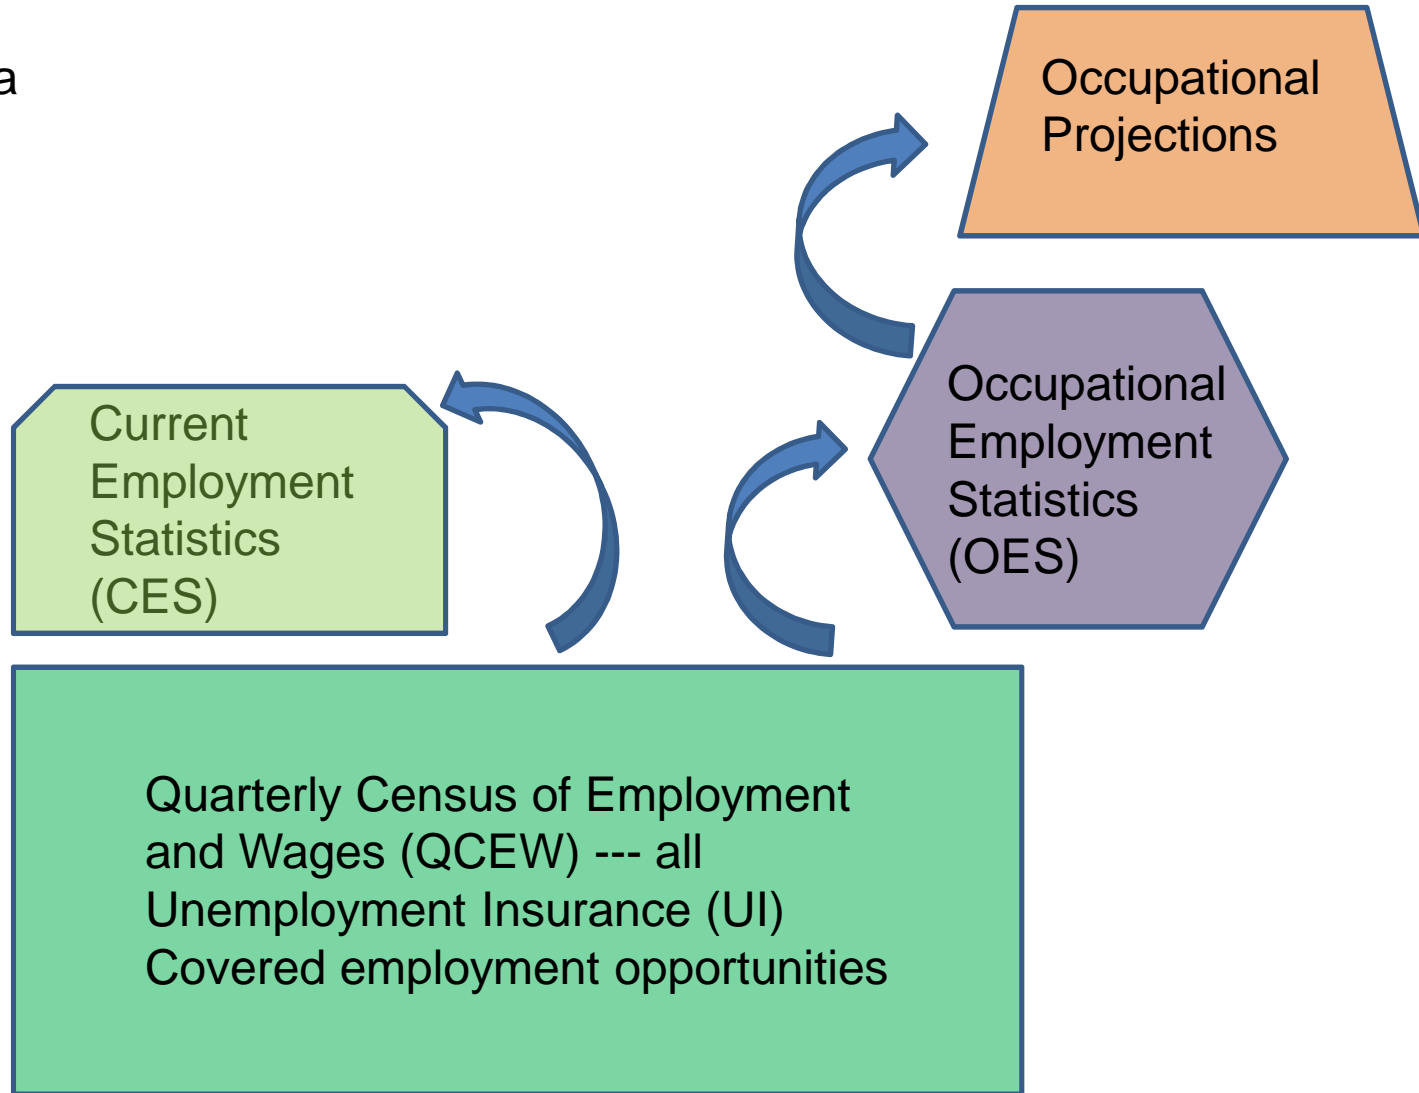 a
Occupational
Projections
Occupational
Employment
Statistics
(OES)
Current
Employment
Statistics
(CES)
Quarterly Census of Employment
and Wages (QCEW) --- all
Unemployment Insurance (UI)
Covered employment opportunities